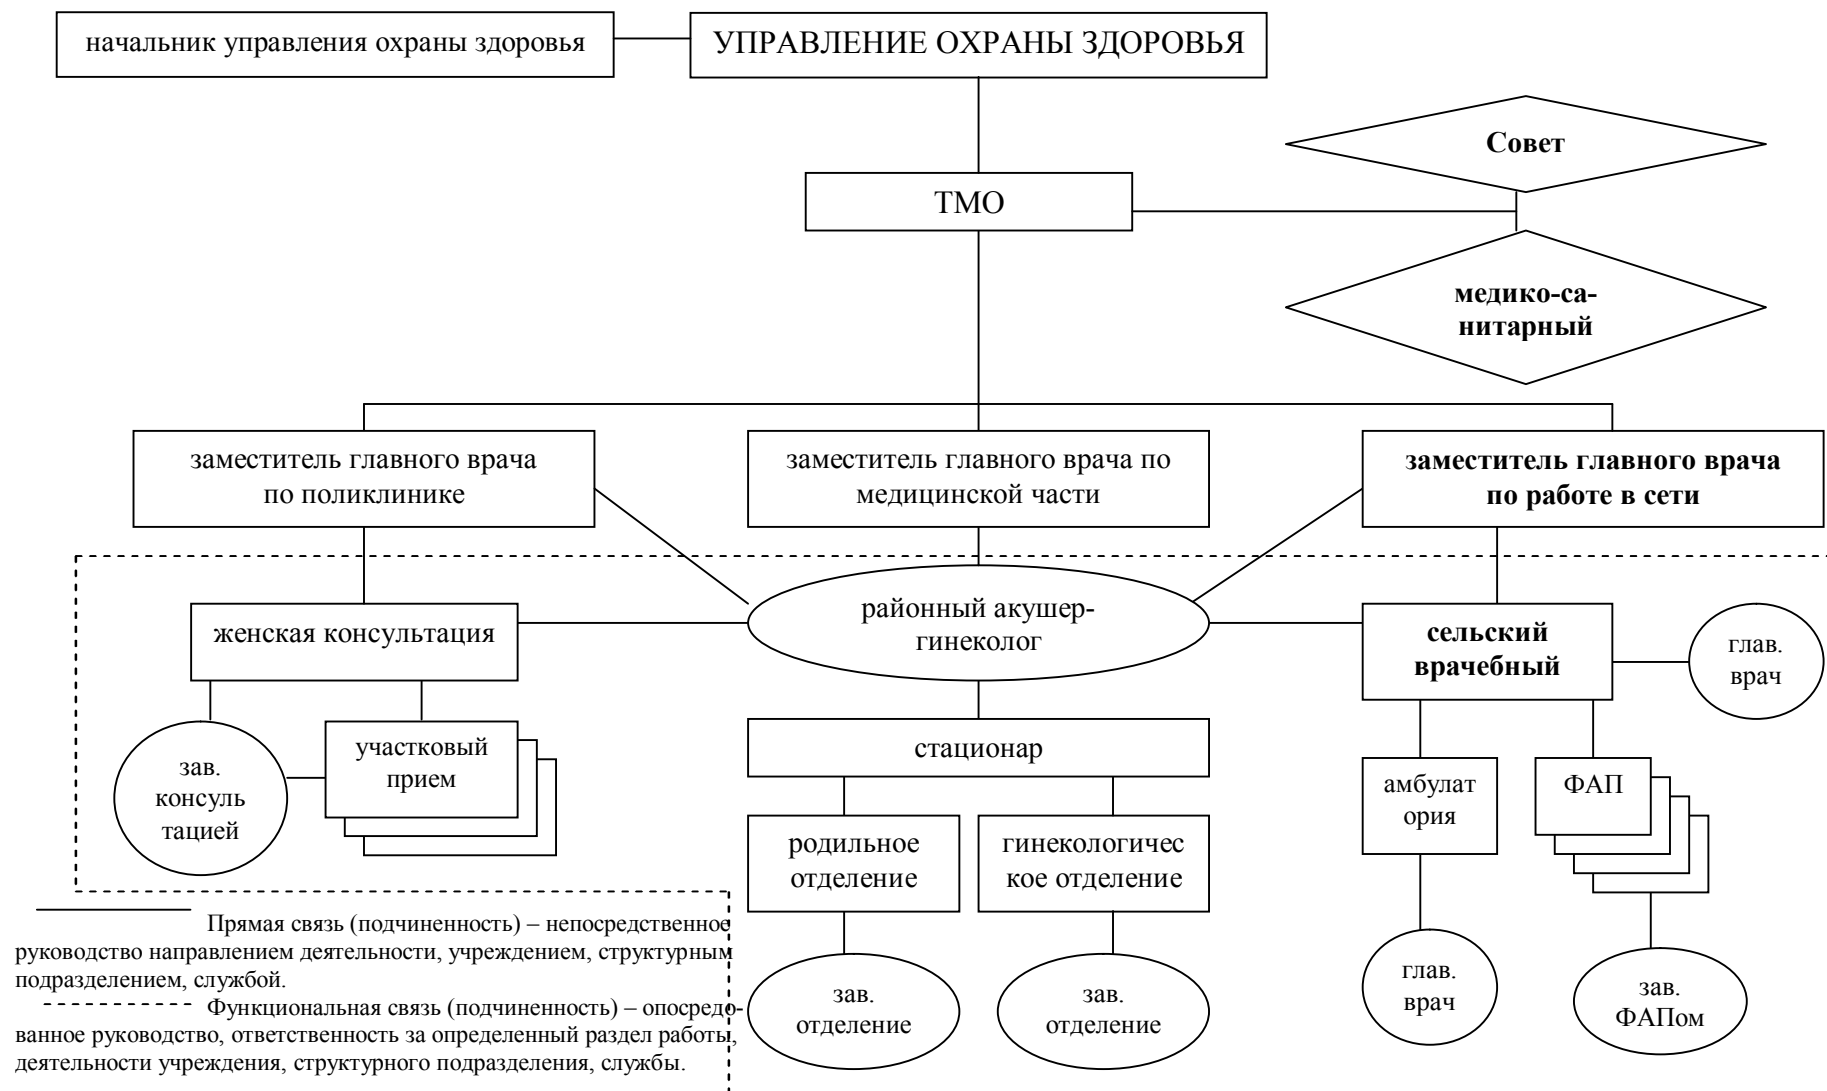 начальник управления охраны здоровья
УПРАВЛЕНИЕ ОХРАНЫ ЗДОРОВЬЯ
Совет
ТМО
медико-са-
нитарный
заместитель главного врача
по поликлинике
заместитель главного врача по
медицинской части
заместитель главного врача
по работе в сети
районный акушер-
гинеколог
женская консультация
сельский
врачебный
глав.
врач
участковый
прием
зав.
консуль
тацией
стационар
амбулат
ория
ФАП
родильное
отделение
гинекологичес
кое отделение
зав.
отделение
зав.
отделение
глав.
врач
зав.
ФАПом
Прямая связь (подчиненность) – непосредственное
руководство направлением деятельности, учреждением, структурным
подразделением, службой.
Функциональная связь (подчиненность) – опосредо-
ванное руководство, ответственность за определенный раздел работы,
деятельности учреждения, структурного подразделения, службы.